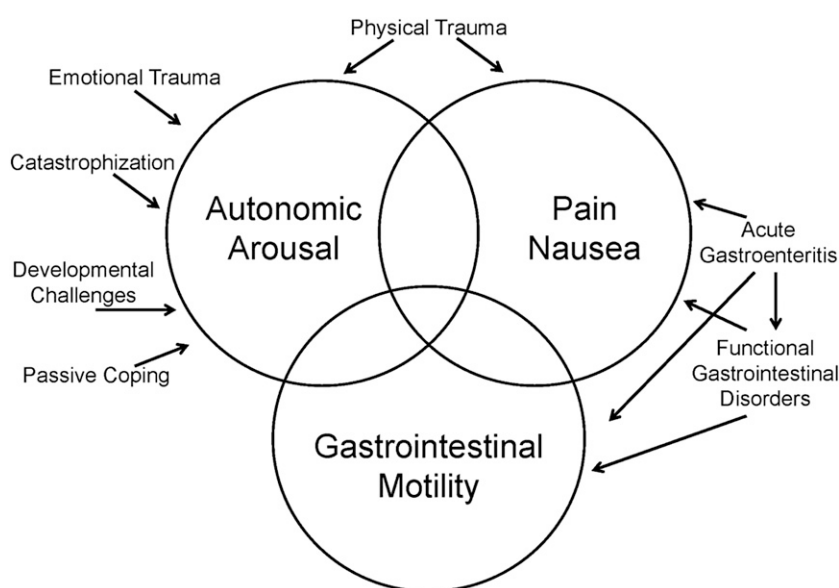 Physical Trauma
Emotional Trauma
Catastrophization
Autonomic
Arousal
Pain
Nausea
Acute
Gastroenteritis
Developmental
Challenges
Functional
Gastrointestinal
Disorders
Passive Coping
Gastrointestinal
Motility